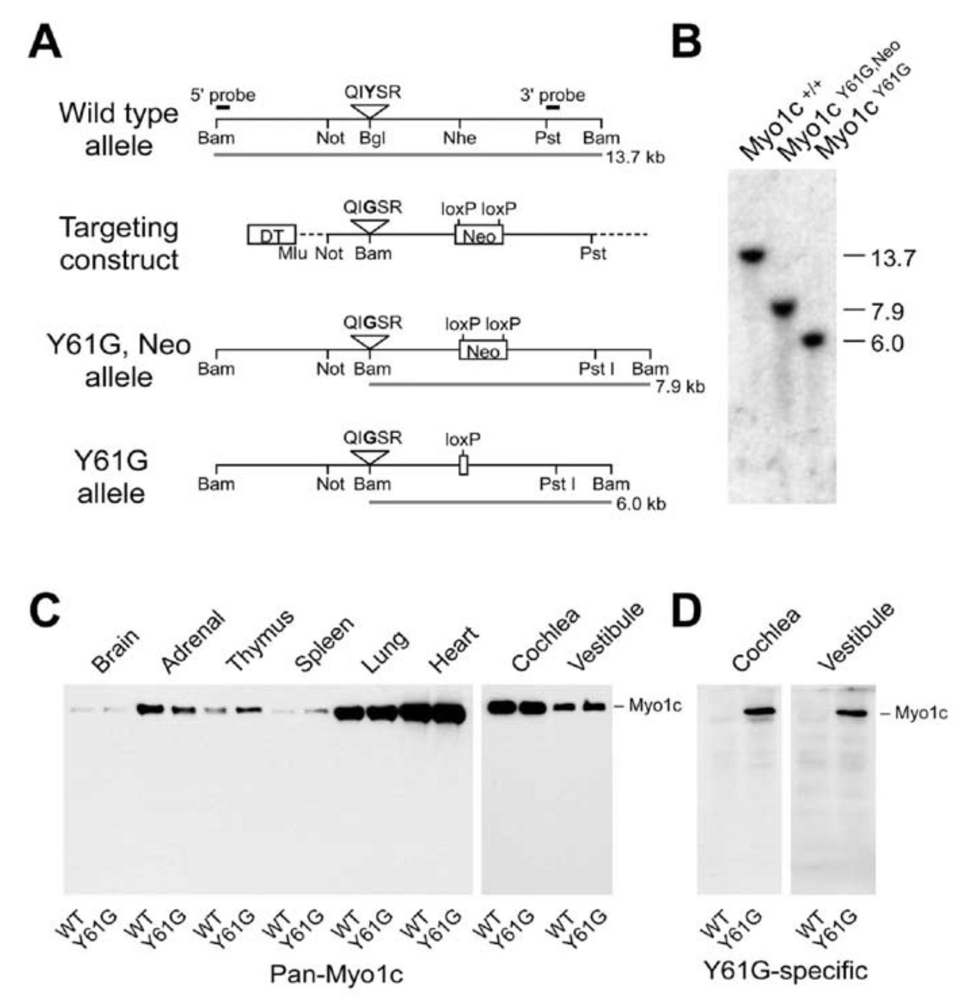 A
5' probe QIYSR 3' probe
Wild type
allele
Bam Not Bgl Nhe Pst Bam
13.7 kb
QIGSR loxP loxP
Targeting
construct
DT Neo
Mlu Not Bam Pst
QIGSR loxP loxP
Y61G, Neo
allele
Neo
Bam Not Bam Pst I Bam
7.9 kb
QIGSR loxP
Y61G
allele
Bam Not Bam Pst I Bam
6.0 kb
B
Myo1c +/+
Myo1c Y61G,Neo
Myo1c Y61G
13.7
7.9
6.0
C
Brain Adrenal Thymus Spleen Lung Heart Cochlea Vestibule
– Myo1c
WT Y61G WT Y61G WT Y61G WT Y61G WT Y61G WT Y61G WT Y61G WT Y61G
Pan-Myo1c
D
Cochlea Vestibule
– Myo1c
WT Y61G WT Y61G
Y61G-specific